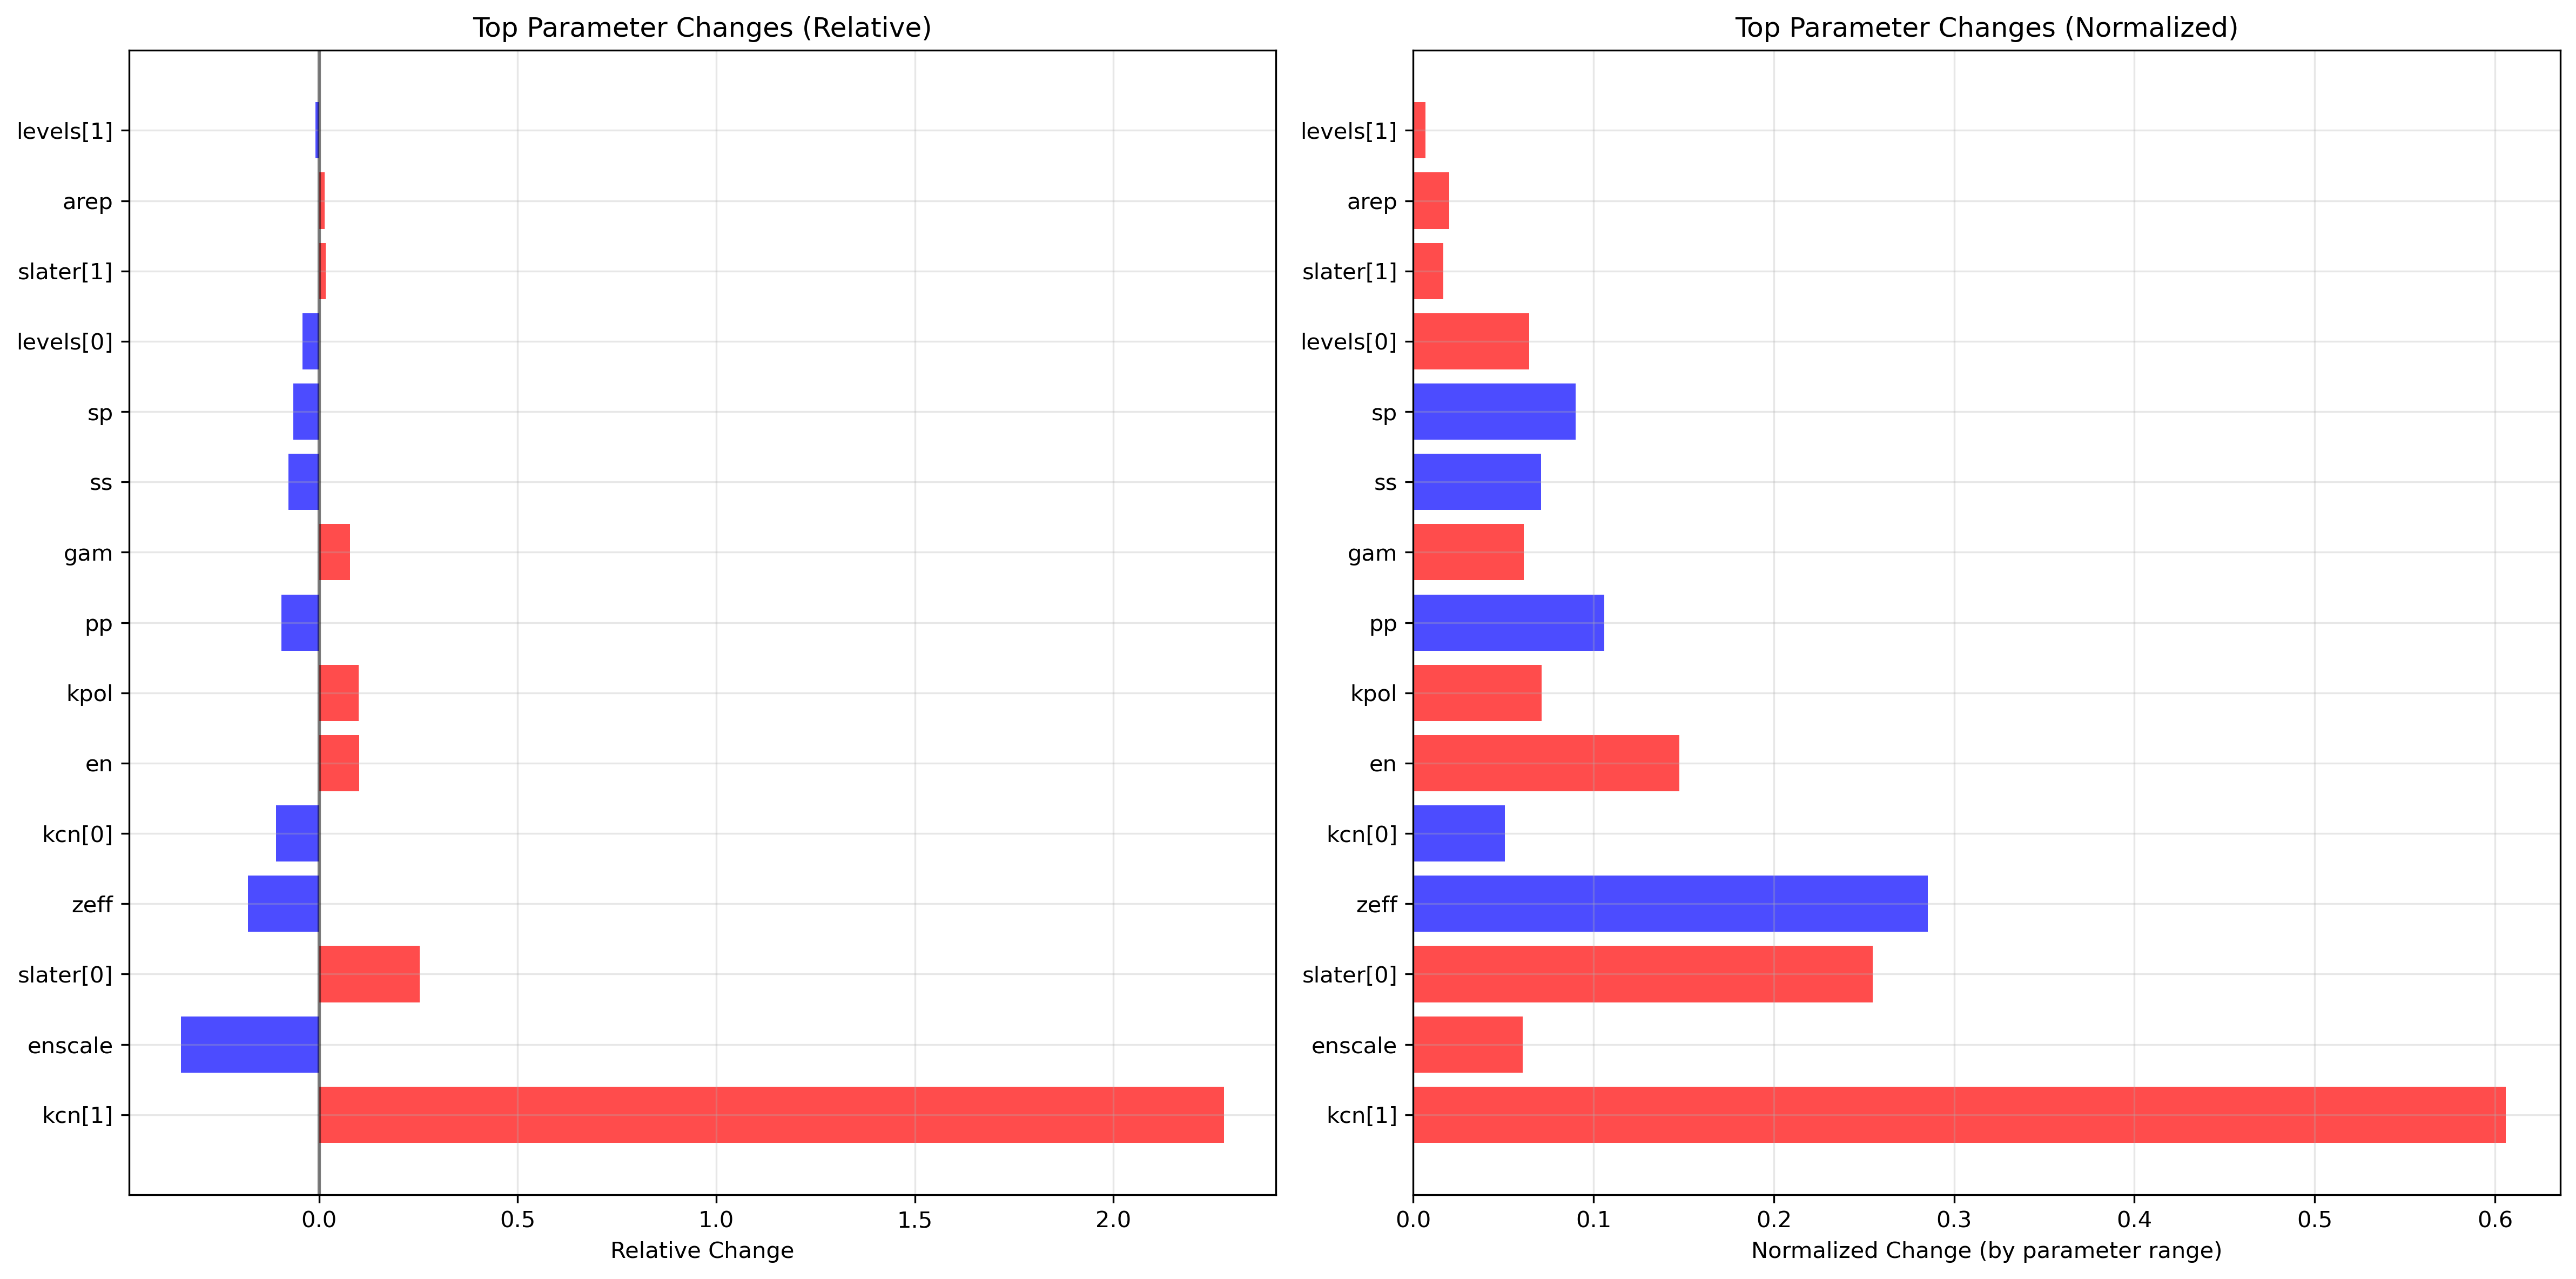 Top Parameter Changes (Relative)
levels[1]
arep
slater[1]
levels[0]
sp
ss
gam
pp
kpol
en
kcn[0]
zeff
slater[0]
enscale
kcn[1]
0.0 0.5 1.0 1.5 2.0
Relative Change
Top Parameter Changes (Normalized)
levels[1]
arep
slater[1]
levels[0]
sp
ss
gam
pp
kpol
en
kcn[0]
zeff
slater[0]
enscale
kcn[1]
0.0 0.1 0.2 0.3 0.4 0.5 0.6
Normalized Change (by parameter range)